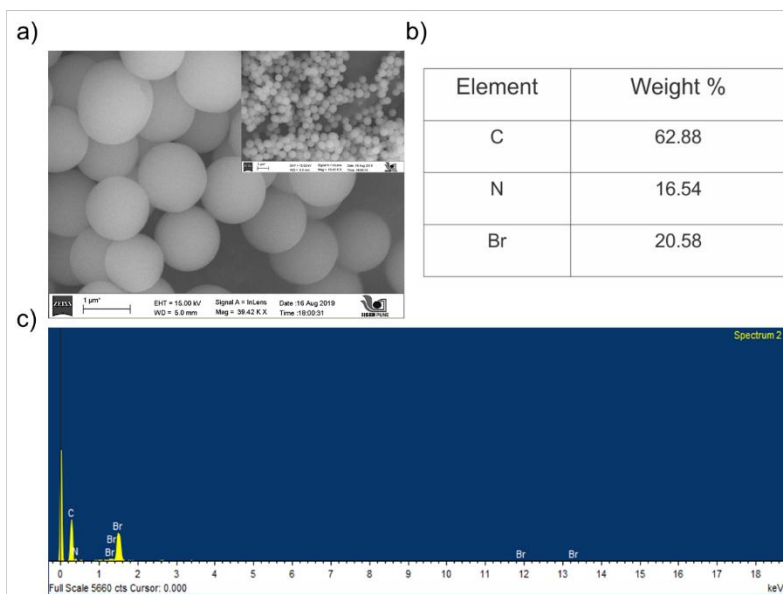 a)
b)
Element Weight %
C 62.88
N 16.54
Br 20.58
ZEISS
1 µm
EHT = 15.00 kV Signal A = InLens Date :16 Aug 2019
WD = 5.0 mm Mag = 39.42 K X Time :18:00:31
c)
Spectrum 2
C
N
Br
Br
Br
Br
Br
0 1 2 3 4 5 6 7 8 9 10 11 12 13 14 15 16 17 18
Full Scale 5660 cts Cursor: 0.000 keV